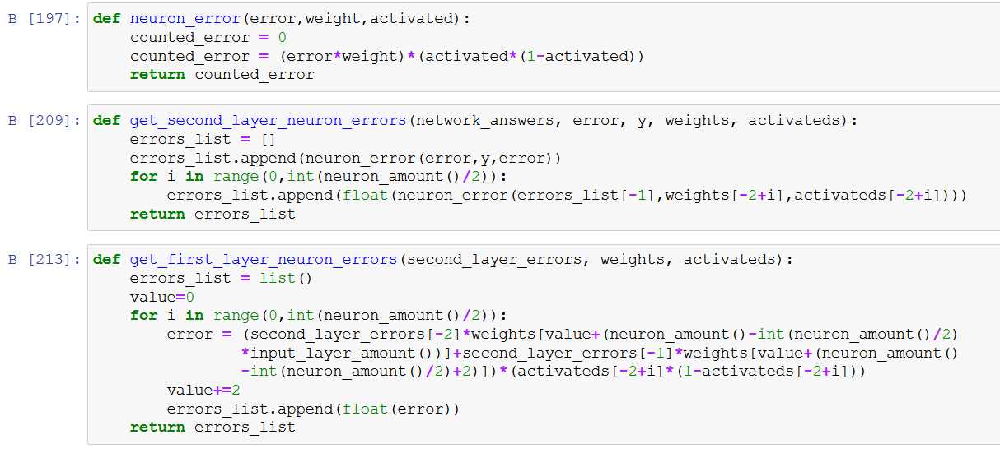 B [197]: def neuron_error(error,weight,activated):
    counted_error = 0
    counted_error = (error*weight)*(activated*(1-activated))
    return counted_error
B [209]: def get_second_layer_neuron_errors(network_answers, error, y, weights, activateds):
    errors_list = []
    errors_list.append(neuron_error(error,y,error))
    for i in range(0,int(neuron_amount()/2)):
        errors_list.append(float(neuron_error(errors_list[-1],weights[-2+i],activateds[-2+i])))
    return errors_list
B [213]: def get_first_layer_neuron_errors(second_layer_errors, weights, activateds):
    errors_list = list()
    value=0
    for i in range(0,int(neuron_amount()/2)):
        error = (second_layer_errors[-2]*weights[value+(neuron_amount()-int(neuron_amount()/2)
                *input_layer_amount())]+second_layer_errors[-1]*weights[value+(neuron_amount()
                -int(neuron_amount()/2)+2)])*(activateds[-2+i]*(1-activateds[-2+i]))
        value+=2
        errors_list.append(float(error))
    return errors_list